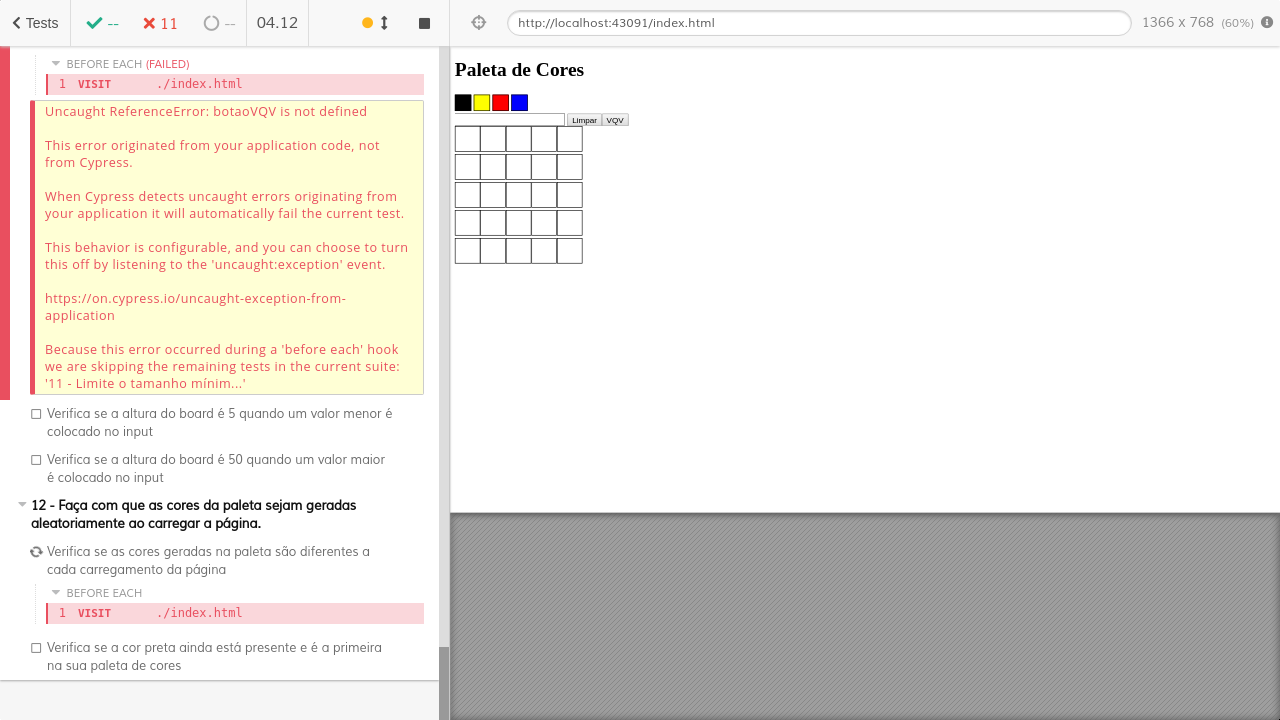 Tests
--
11
--
04.12
http://localhost:43091/index.html
1366 x 768 (60%)
BEFORE EACH (FAILED)
1 VISIT ./index.html
Uncaught ReferenceError: botaoVQV is not defined
This error originated from your application code, not
from Cypress.
When Cypress detects uncaught errors originating from
your application it will automatically fail the current test.
This behavior is configurable, and you can choose to turn
this off by listening to the 'uncaught:exception' event.
https://on.cypress.io/uncaught-exception-from-
application
Because this error occurred during a 'before each' hook
we are skipping the remaining tests in the current suite:
'11 - Limite o tamanho mínim...'
Verifica se a altura do board é 5 quando um valor menor é
colocado no input
Verifica se a altura do board é 50 quando um valor maior
é colocado no input
12 - Faça com que as cores da paleta sejam geradas
aleatoriamente ao carregar a página.
Verifica se as cores geradas na paleta são diferentes a
cada carregamento da página
BEFORE EACH
1 VISIT ./index.html
Verifica se a cor preta ainda está presente e é a primeira
na sua paleta de cores
Paleta de Cores
Limpar VQV